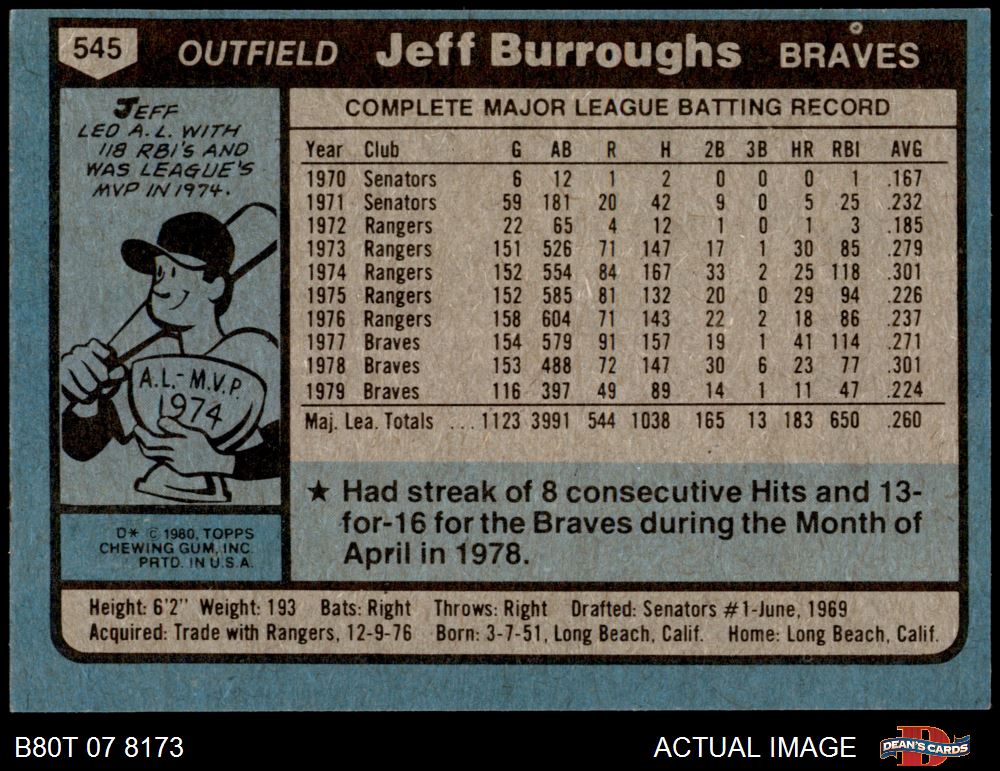 545 OUTFIELD Jeff Burroughs BRAVES
JEFF
LED A.L. WITH
118 RBI'S AND
WAS LEAGUE'S
MVP IN 1974.
A.L.-M.V.P.
1974
D* © 1980, TOPPS
CHEWING GUM, INC.
PRTD. IN U.S.A.
COMPLETE MAJOR LEAGUE BATTING RECORD
Year Club G AB R H 2B 3B HR RBI AVG
1970 Senators 6 12 1 2 0 0 0 1 .167
1971 Senators 59 181 20 42 9 0 5 25 .232
1972 Rangers 22 65 4 12 1 0 1 3 .185
1973 Rangers 151 526 71 147 17 1 30 85 .279
1974 Rangers 152 554 84 167 33 2 25 118 .301
1975 Rangers 152 585 81 132 20 0 29 94 .226
1976 Rangers 158 604 71 143 22 2 18 86 .237
1977 Braves 154 579 91 157 19 1 41 114 .271
1978 Braves 153 488 72 147 30 6 23 77 .301
1979 Braves 116 397 49 89 14 1 11 47 .224
Maj. Lea. Totals ... 1123 3991 544 1038 165 13 183 650 .260
★ Had streak of 8 consecutive Hits and 13-
for-16 for the Braves during the Month of
April in 1978.
Height: 6'2" Weight: 193 Bats: Right Throws: Right Drafted: Senators #1-June, 1969
Acquired: Trade with Rangers, 12-9-76 Born: 3-7-51, Long Beach, Calif. Home: Long Beach, Calif.
B80T 07 8173
ACTUAL IMAGE
DEAN'S CARDS